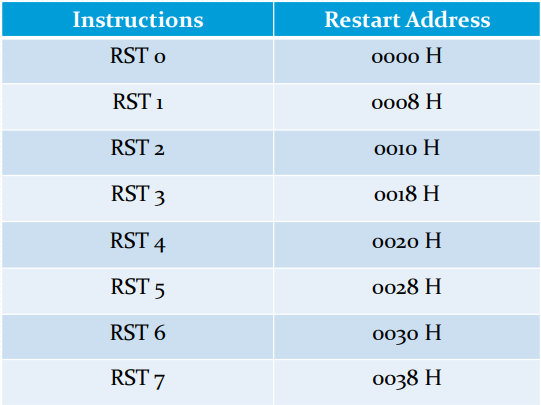 Instructions Restart Address
RST 0 0000 H
RST 1 0008 H
RST 2 0010 H
RST 3 0018 H
RST 4 0020 H
RST 5 0028 H
RST 6 0030 H
RST 7 0038 H